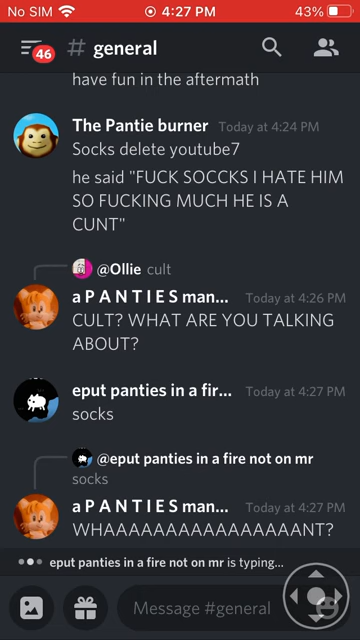 No SIM 4:27 PM 43%
46 # general
have fun in the aftermath
The Pantie burner Today at 4:24 PM
Socks delete youtube7
he said "FUCK SOCCKS I HATE HIM
SO FUCKING MUCH HE IS A
CUNT"
@Ollie cult
a P A N T I E S man... Today at 4:26 PM
CULT? WHAT ARE YOU TALKING
ABOUT?
eput panties in a fir... Today at 4:27 PM
socks
@eput panties in a fire not on mr
socks
a P A N T I E S man... Today at 4:27 PM
WHAAAAAAAAAAAAAAAANT?
eput panties in a fire not on mr is typing...
Message #general